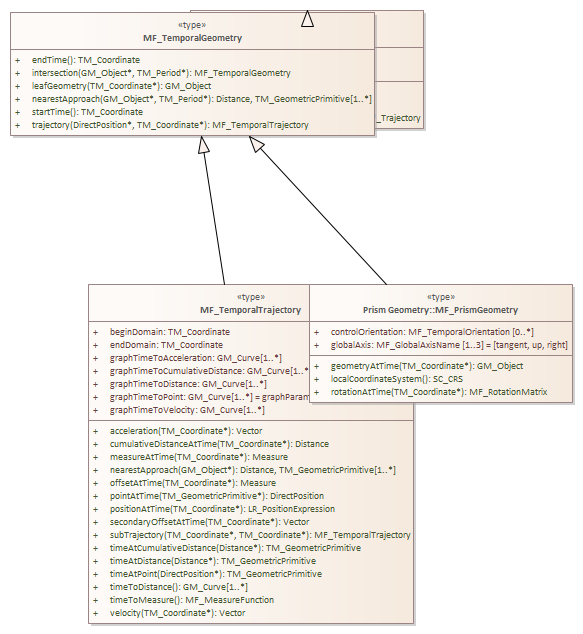 «type»
MF_TemporalGeometry
+ endTime(): TM_Coordinate
+ intersection(GM_Object*, TM_Period*): MF_TemporalGeometry
+ leafGeometry(TM_Coordinate*): GM_Object
+ nearestApproach(GM_Object*, TM_Period*): Distance, TM_GeometricPrimitive[1..*]
+ startTime(): TM_Coordinate
+ trajectory(DirectPosition*, TM_Coordinate*): MF_TemporalTrajectory
_Trajectory
«type»
MF_TemporalTrajectory
+ beginDomain: TM_Coordinate
+ endDomain: TM_Coordinate
+ graphTimeToAcceleration: GM_Curve[1..*]
+ graphTimeToCumulativeDistance: GM_Curve[1..*
+ graphTimeToDistance: GM_Curve[1..*]
+ graphTimeToPoint: GM_Curve[1..*] = graphParam
+ graphTimeToVelocity: GM_Curve[1..*]
+ acceleration(TM_Coordinate*): Vector
+ cumulativeDistanceAtTime(TM_Coordinate*): Distance
+ measureAtTime(TM_Coordinate*): Measure
+ nearestApproach(GM_Object*): Distance, TM_GeometricPrimitive[1..*]
+ offsetAtTime(TM_Coordinate*): Measure
+ pointAtTime(TM_GeometricPrimitive*): DirectPosition
+ positionAtTime(TM_Coordinate*): LR_PositionExpression
+ secondaryOffsetAtTime(TM_Coordinate*): Vector
+ subTrajectory(TM_Coordinate*, TM_Coordinate*): MF_TemporalTrajectory
+ timeAtCumulativeDistance(Distance*): TM_GeometricPrimitive
+ timeAtDistance(Distance*): TM_GeometricPrimitive
+ timeAtPoint(DirectPosition*): TM_GeometricPrimitive
+ timeToDistance(): GM_Curve[1..*]
+ timeToMeasure(): MF_MeasureFunction
+ velocity(TM_Coordinate*): Vector
«type»
Prism Geometry::MF_PrismGeometry
+ controlOrientation: MF_TemporalOrientation [0..*]
+ globalAxis: MF_GlobalAxisName [1..3] = [tangent, up, right]
+ geometryAtTime(TM_Coordinate*): GM_Object
+ localCoordinateSystem(): SC_CRS
+ rotationAtTime(TM_Coordinate*): MF_RotationMatrix